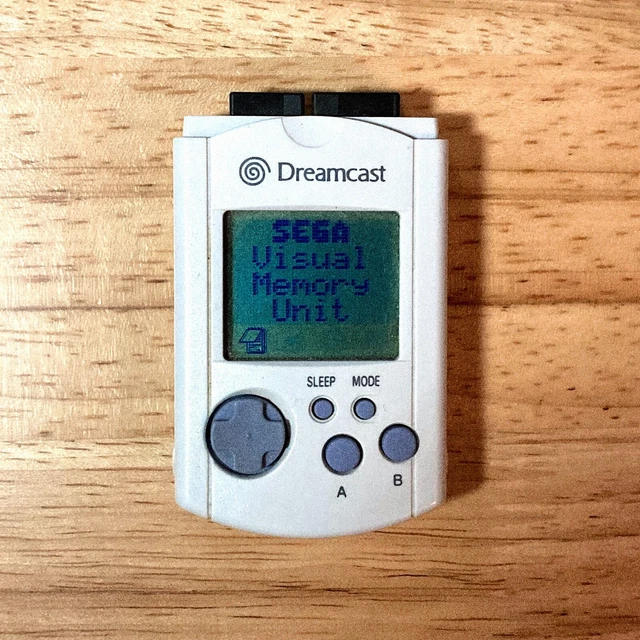 Dreamcast
SEGA
Visual
Memory
Unit
SLEEP MODE
A
B